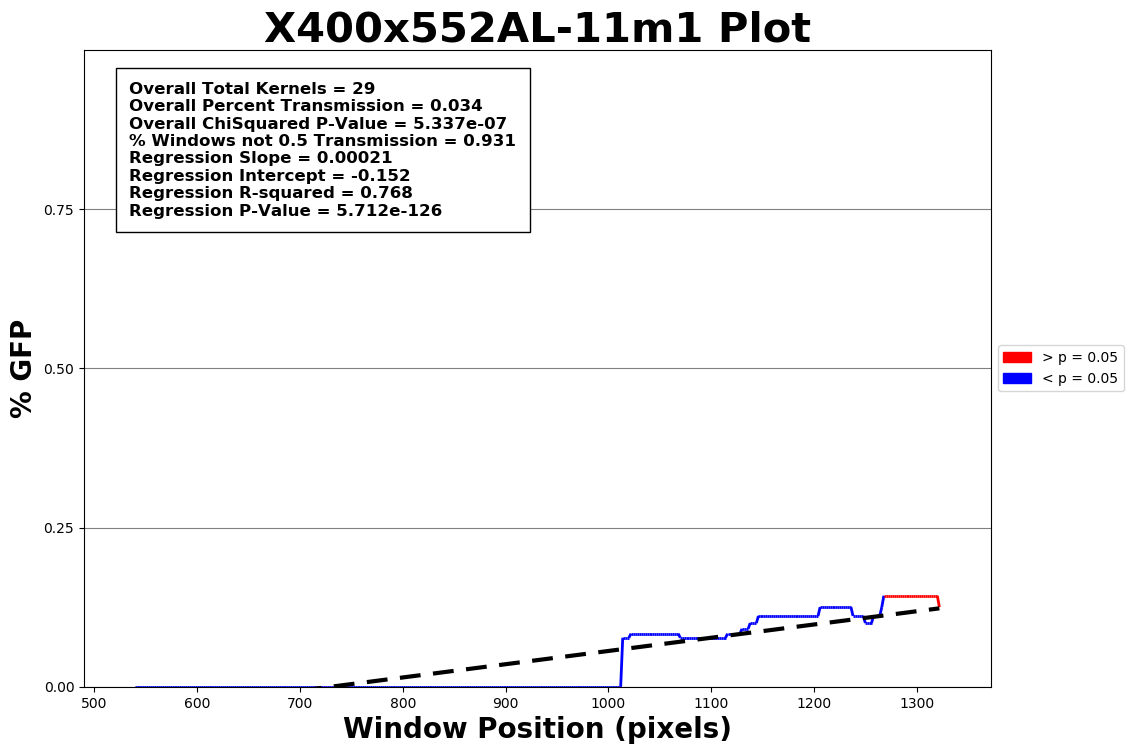 X400x552AL-11m1 Plot
Overall Total Kernels = 29
Overall Percent Transmission = 0.034
Overall ChiSquared P-Value = 5.337e-07
% Windows not 0.5 Transmission = 0.931
Regression Slope = 0.00021
Regression Intercept = -0.152
Regression R-squared = 0.768
Regression P-Value = 5.712e-126
% GFP
0.75
0.50
0.25
0.00
500 600 700 800 900 1000 1100 1200 1300
Window Position (pixels)
> p = 0.05
< p = 0.05